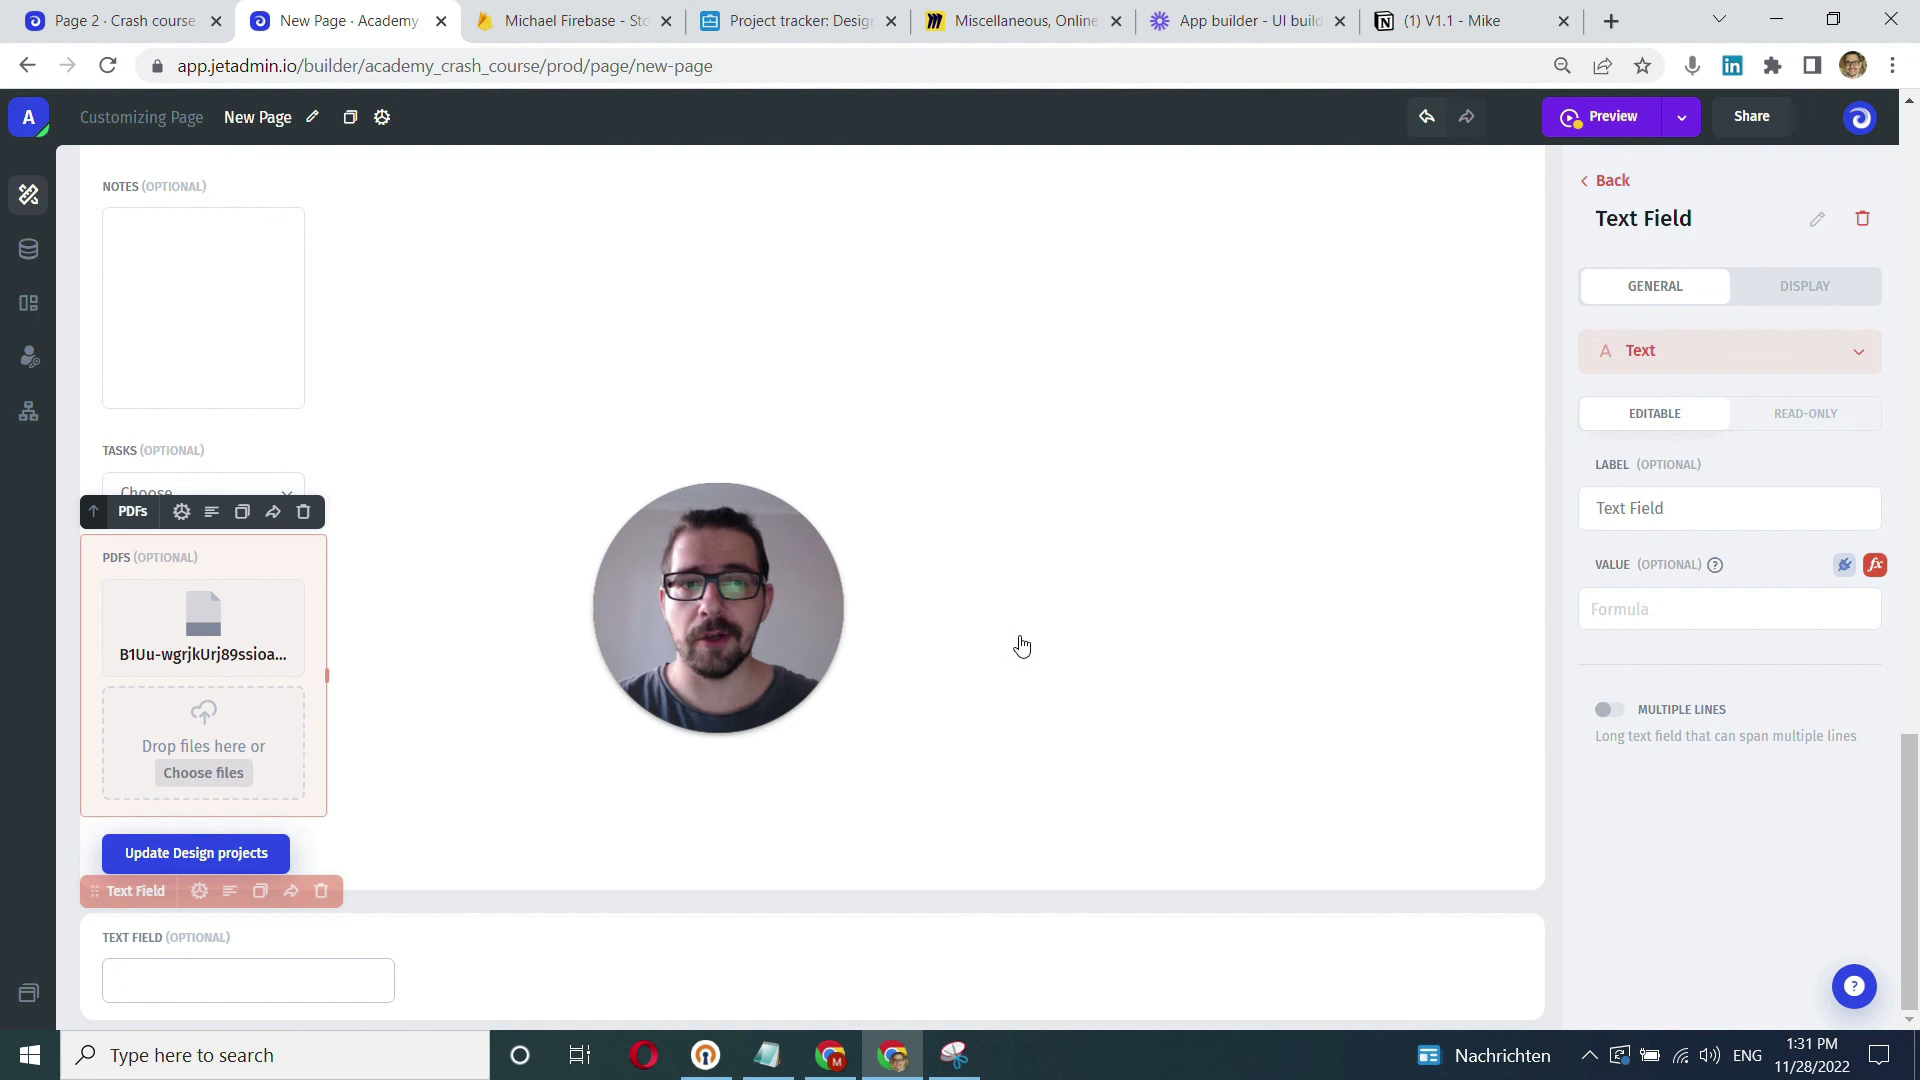 Page 2 · Crash course
New Page · Academy
Michael Firebase - Sto
Project tracker: Desig
Miscellaneous, Online
App builder - UI build
(1) V1.1 - Mike
app.jetadmin.io/builder/academy_crash_course/prod/page/new-page
A
Customizing Page
New Page
Preview
Share
NOTES (OPTIONAL)
TASKS (OPTIONAL)
Choose
PDFs
PDFS (OPTIONAL)
B1Uu-wgrjkUrj89ssioa...
Drop files here or
Choose files
Update Design projects
Text Field
TEXT FIELD (OPTIONAL)
Back
Text Field
GENERAL
DISPLAY
A Text
EDITABLE
READ-ONLY
LABEL (OPTIONAL)
Text Field
VALUE (OPTIONAL) ?
fx
Formula
MULTIPLE LINES
Long text field that can span multiple lines
?
Type here to search
M
Nachrichten
ENG
1:31 PM
11/28/2022